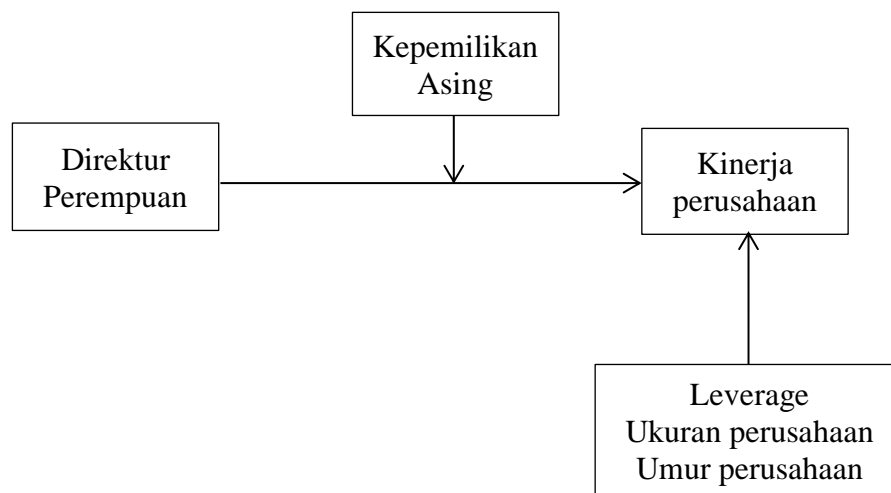 Kepemilikan
Asing
Direktur
Perempuan
Kinerja
perusahaan
Leverage
Ukuran perusahaan
Umur perusahaan